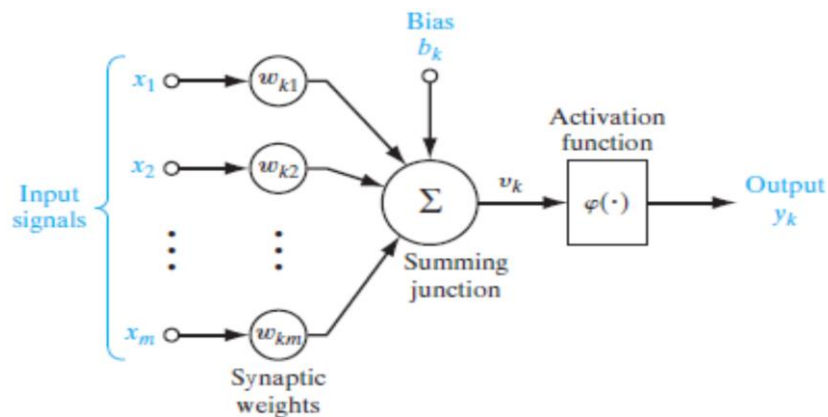 Bias
b_k
x_1
w_k1
Activation
function
x_2
w_k2
Input
signals
Σ
v_k
φ(·)
Output
y_k
Summing
junction
x_m
w_km
Synaptic
weights